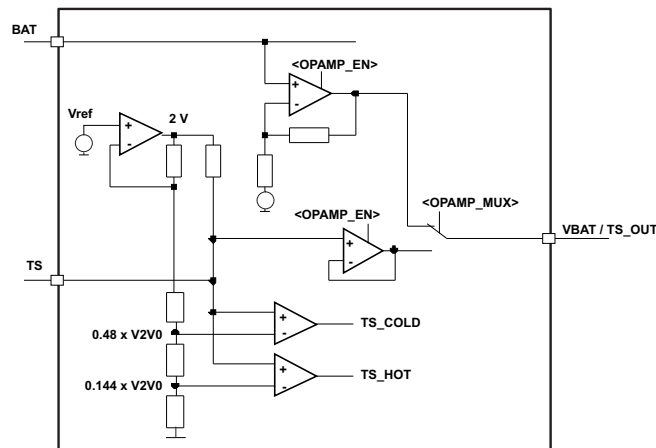 BAT
<OPAMP_EN>
Vref
2 V
<OPAMP_EN>
<OPAMP_MUX>
VBAT / TS_OUT
TS
0.48 x V2V0
TS_COLD
0.144 x V2V0
TS_HOT
+
-
+
-
+
-
+
-
+
-